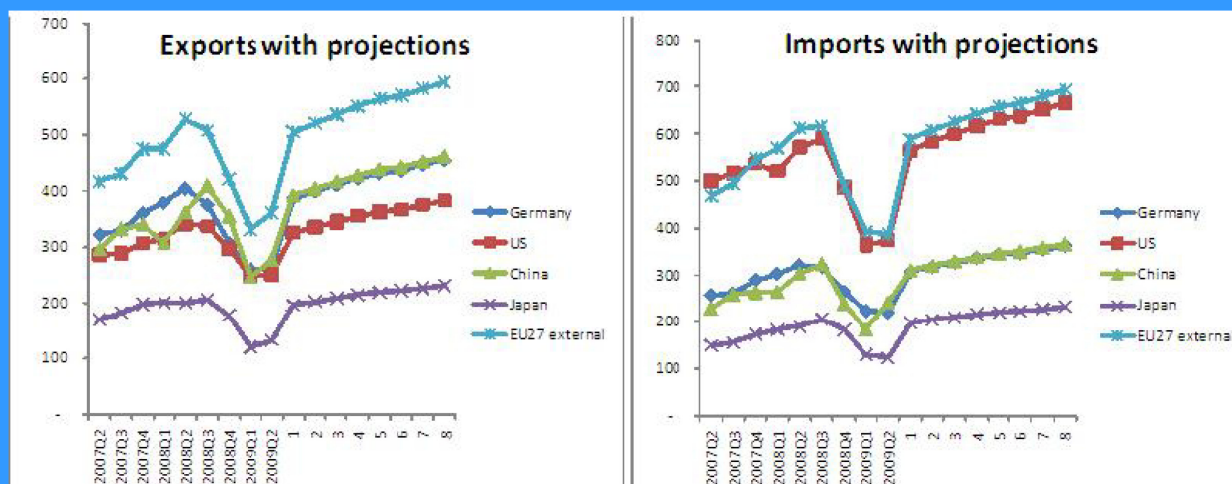 Exports with projections
700
600
500
400
300
200
100
-
2007Q2
2007Q3
2007Q4
2008Q1
2008Q2
2008Q3
2008Q4
2009Q1
2009Q2
1
2
3
4
5
6
7
8
Germany
US
China
Japan
EU27 external
Imports with projections
800
700
600
500
400
300
200
100
-
2007Q2
2007Q3
2007Q4
2008Q1
2008Q2
2008Q3
2008Q4
2009Q1
2009Q2
1
2
3
4
5
6
7
8
Germany
US
China
Japan
EU27 external